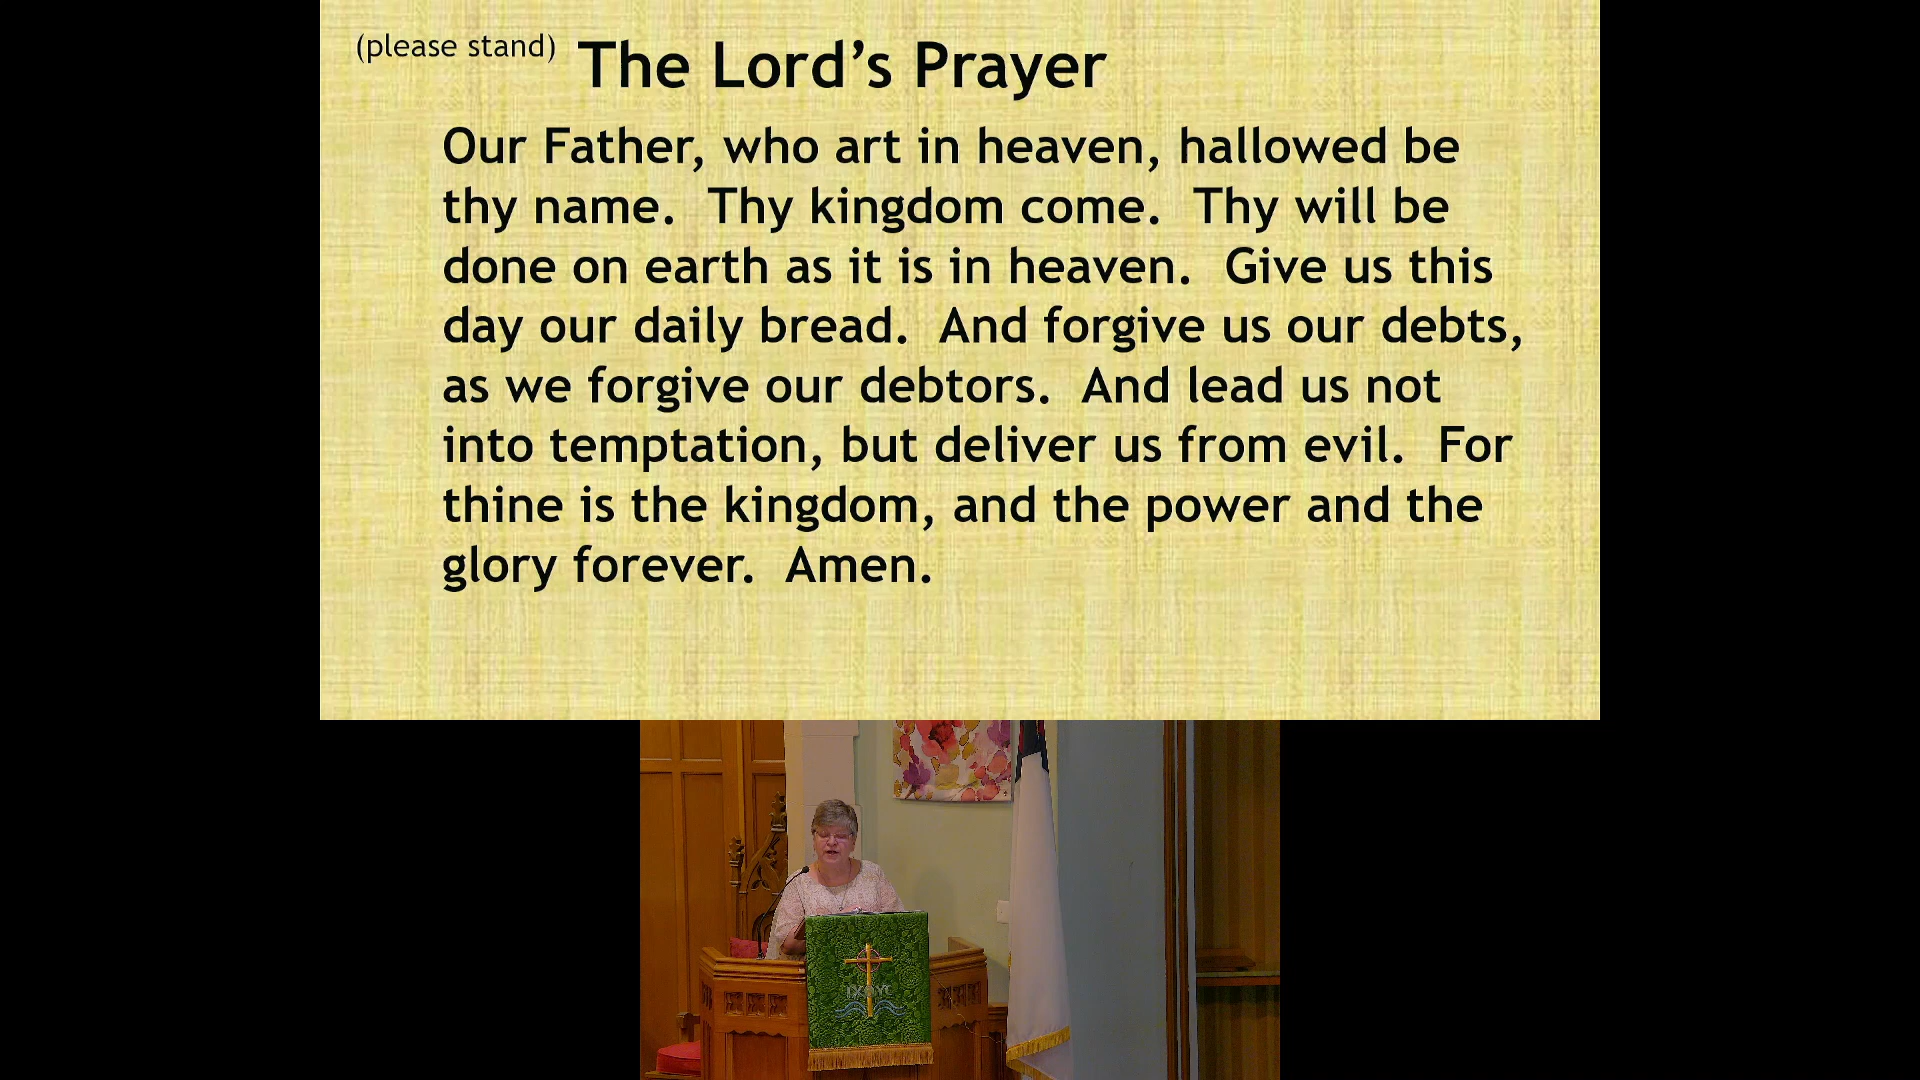 (please stand) The Lord’s Prayer
Our Father, who art in heaven, hallowed be
thy name.  Thy kingdom come.  Thy will be
done on earth as it is in heaven.  Give us this
day our daily bread.  And forgive us our debts,
as we forgive our debtors.  And lead us not
into temptation, but deliver us from evil.  For
thine is the kingdom, and the power and the
glory forever.  Amen.